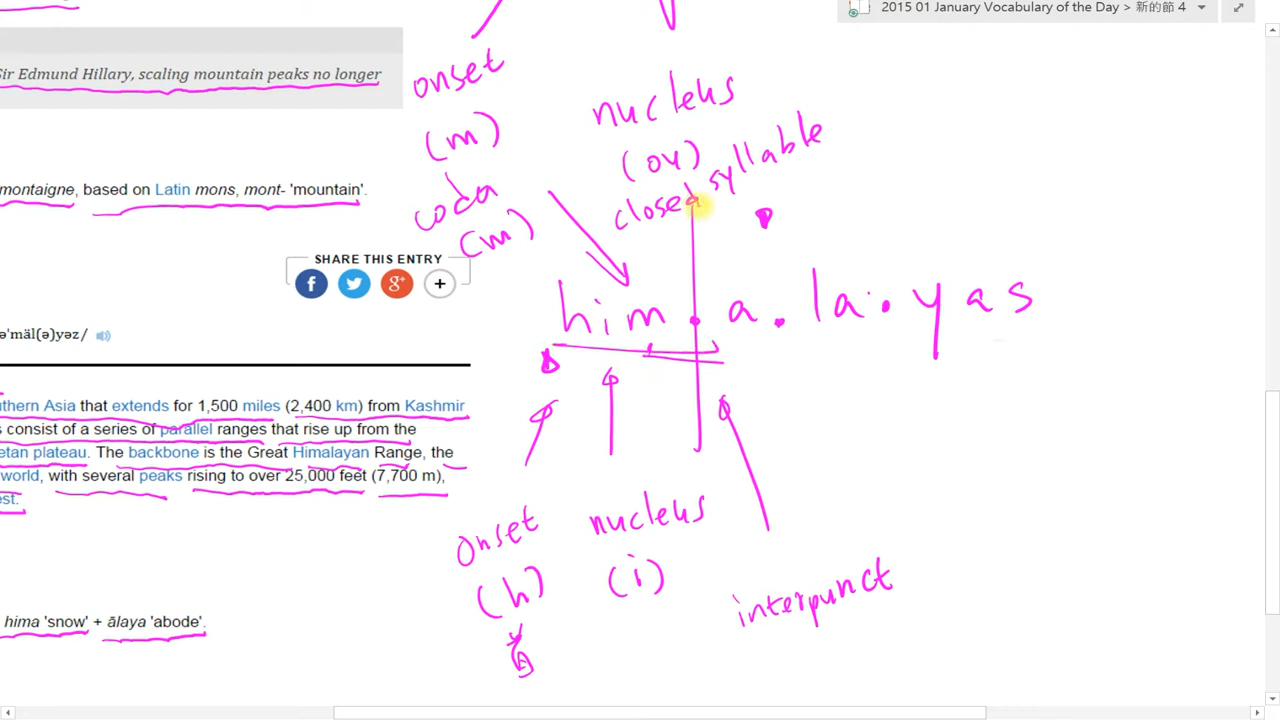 2015 01 January Vocabulary of the Day > 新的節 4
Sir Edmund Hillary, scaling mountain peaks no longer
onset
(m)
nucleus
(ou)
montaigne, based on Latin mons, mont- 'mountain'.
coda
(m)
closed syllable
SHARE THIS ENTRY
him.a.la.yas
əˈmäl(ə)yəz/
uthern Asia that extends for 1,500 miles (2,400 km) from Kashmir
s consist of a series of parallel ranges that rise up from the
etan plateau. The backbone is the Great Himalayan Range, the
world, with several peaks rising to over 25,000 feet (7,700 m),
est.
onset
(h)
nucleus
(i)
interpunct
hima 'snow' + ālaya 'abode'.